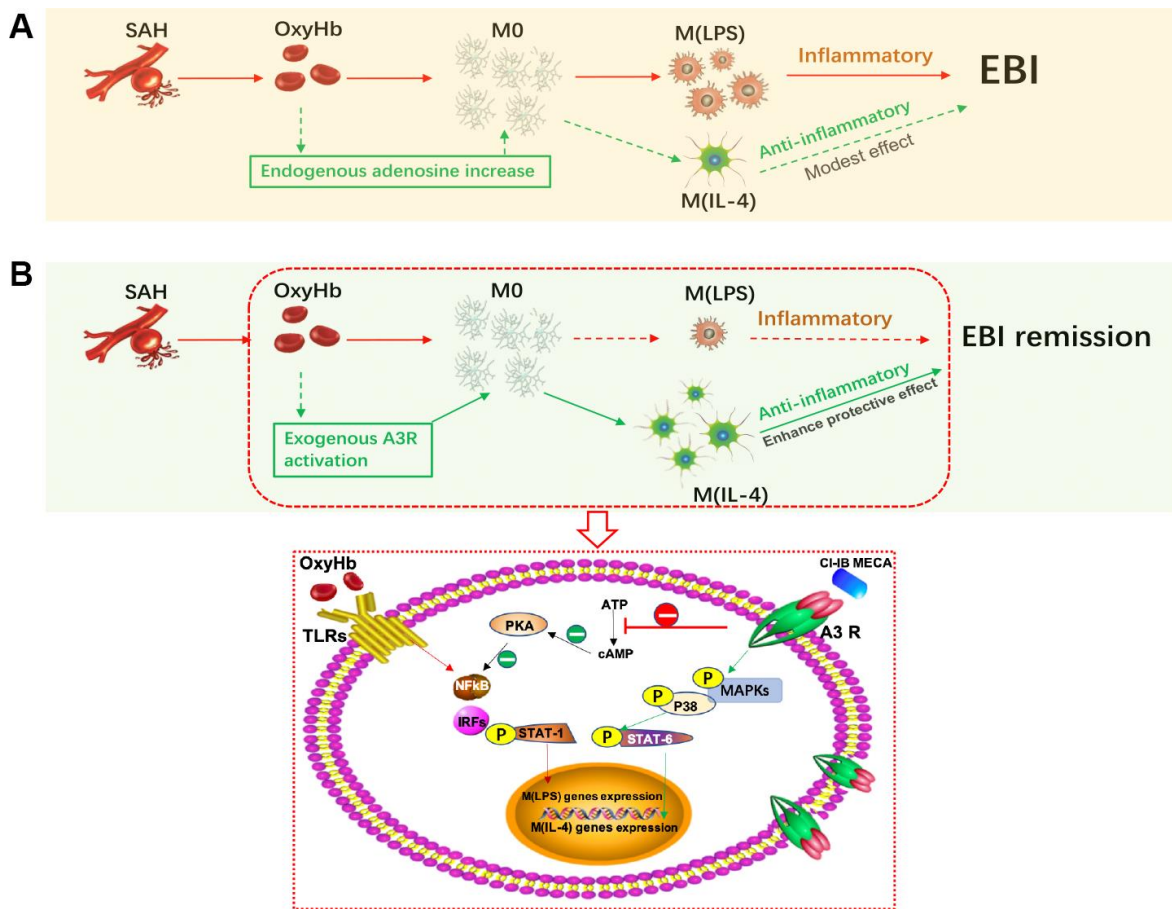 A
SAH
OxyHb
M0
M(LPS)
Inflammatory
EBI
Endogenous adenosine increase
Anti-inflammatory
Modest effect
M(IL-4)
B
SAH
OxyHb
M0
M(LPS)
Inflammatory
EBI remission
Exogenous A3R
activation
Anti-inflammatory
Enhance protective effect
M(IL-4)
OxyHb
CI-IB MECA
TLRs
PKA
ATP
cAMP
A3 R
NFkB
P
MAPKs
P
P38
IRFs
P
STAT-1
P
STAT-6
M(LPS) genes expression
M(IL-4) genes expression